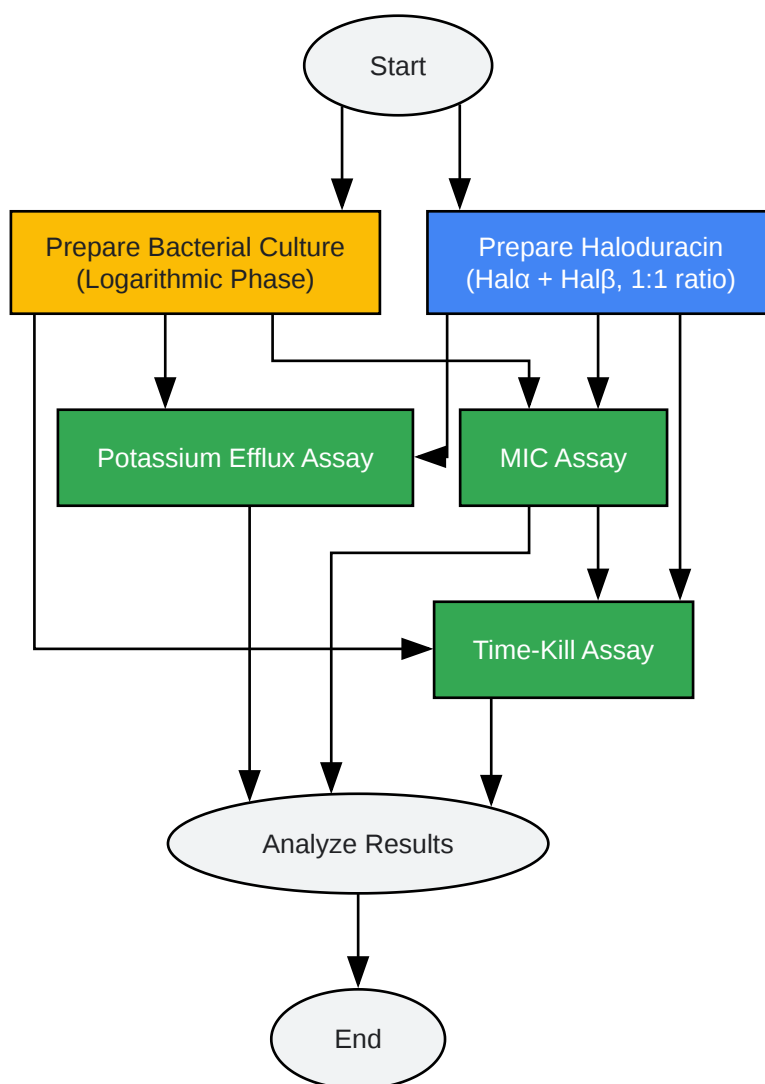 Start
Prepare Bacterial Culture
(Logarithmic Phase)
Prepare Haloduracin
(Halα + Halβ, 1:1 ratio)
Potassium Efflux Assay
MIC Assay
Time-Kill Assay
Analyze Results
End